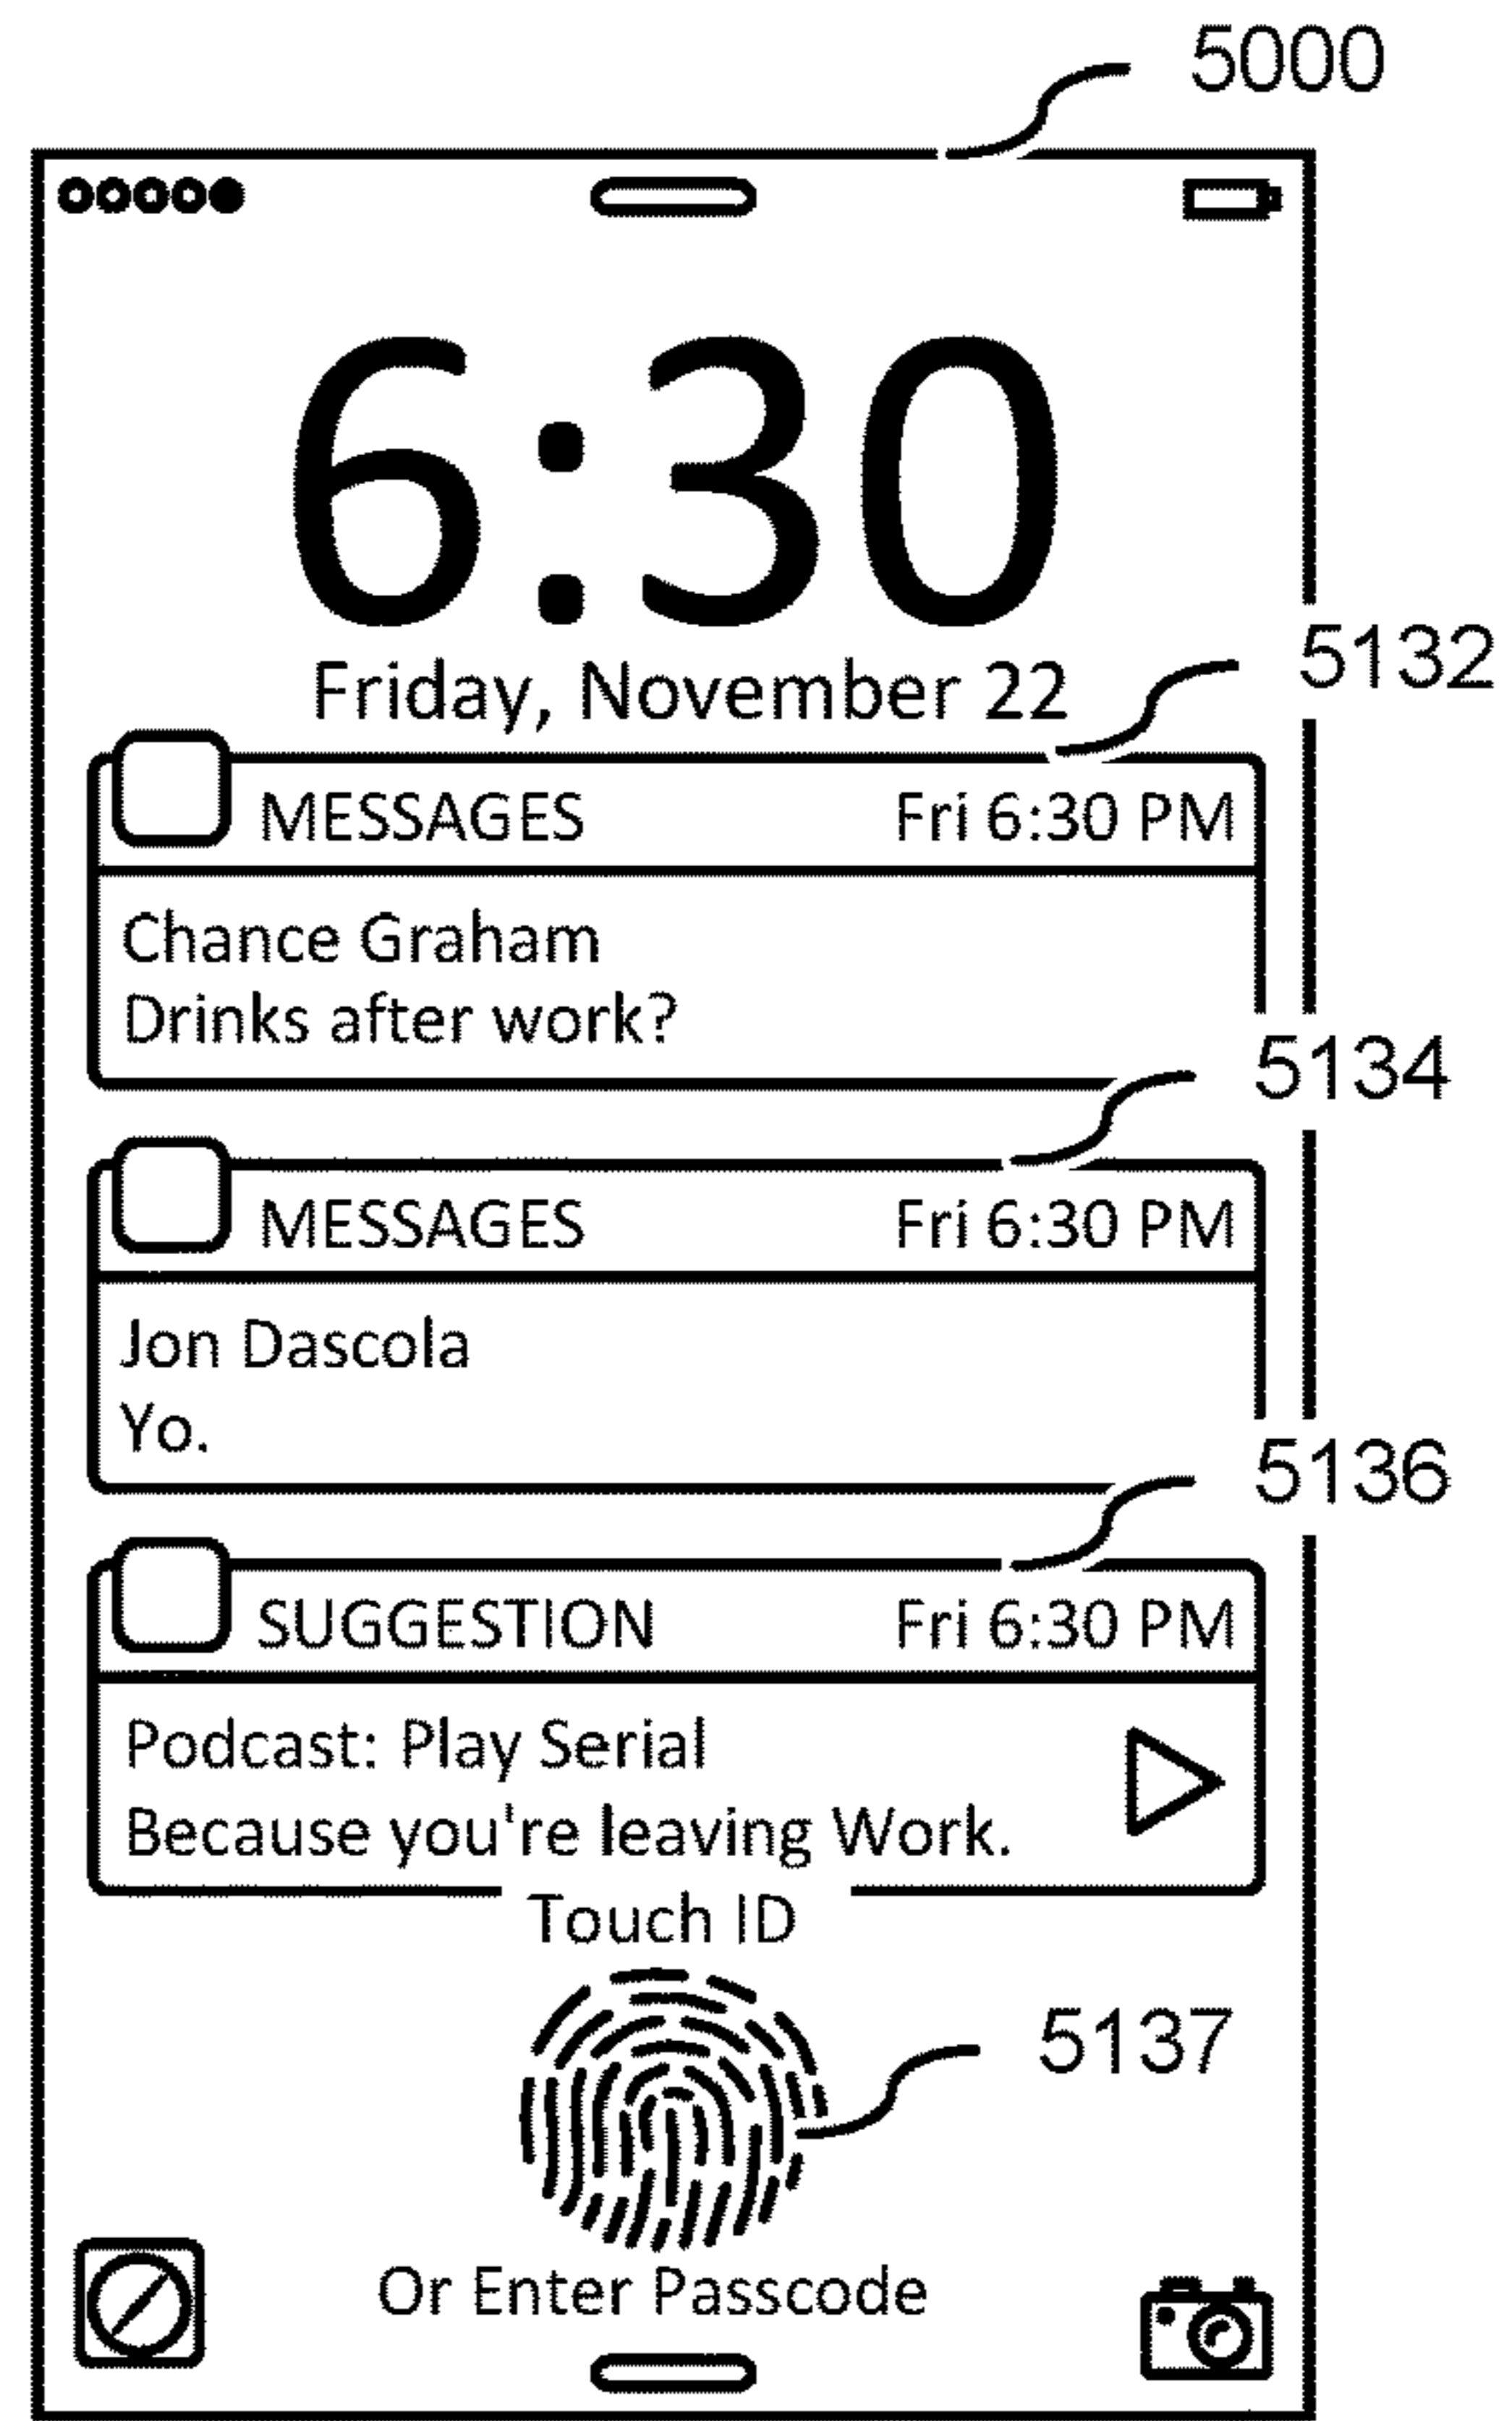 5000
6:30
5132
Friday, November 22
MESSAGES Fri 6:30 PM
Chance Graham
Drinks after work?
5134
MESSAGES Fri 6:30 PM
Jon Dascola
Yo.
5136
SUGGESTION Fri 6:30 PM
Podcast: Play Serial
Because you're leaving Work.
Touch ID
5137
Or Enter Passcode